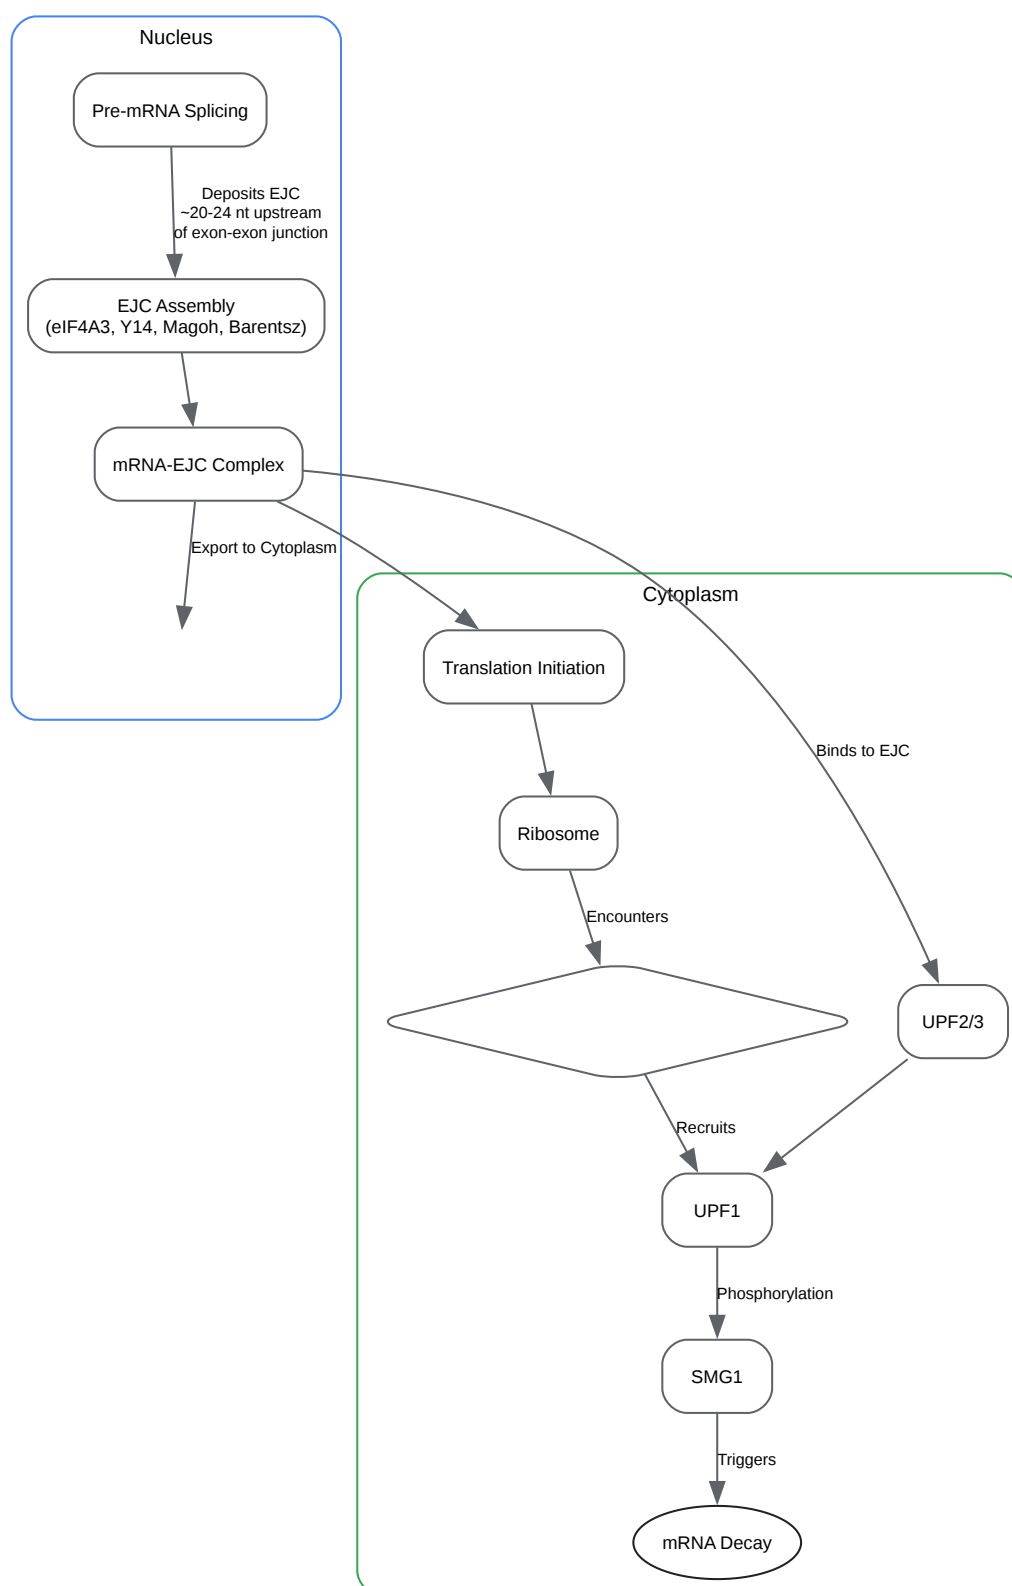 Nucleus
Pre-mRNA Splicing
Deposits EJC
~20-24 nt upstream
of exon-exon junction
EJC Assembly
(eIF4A3, Y14, Magoh, Barentsz)
mRNA-EJC Complex
Export to Cytoplasm
Cytoplasm
Translation Initiation
Binds to EJC
Ribosome
Encounters
UPF2/3
Recruits
UPF1
Phosphorylation
SMG1
Triggers
mRNA Decay